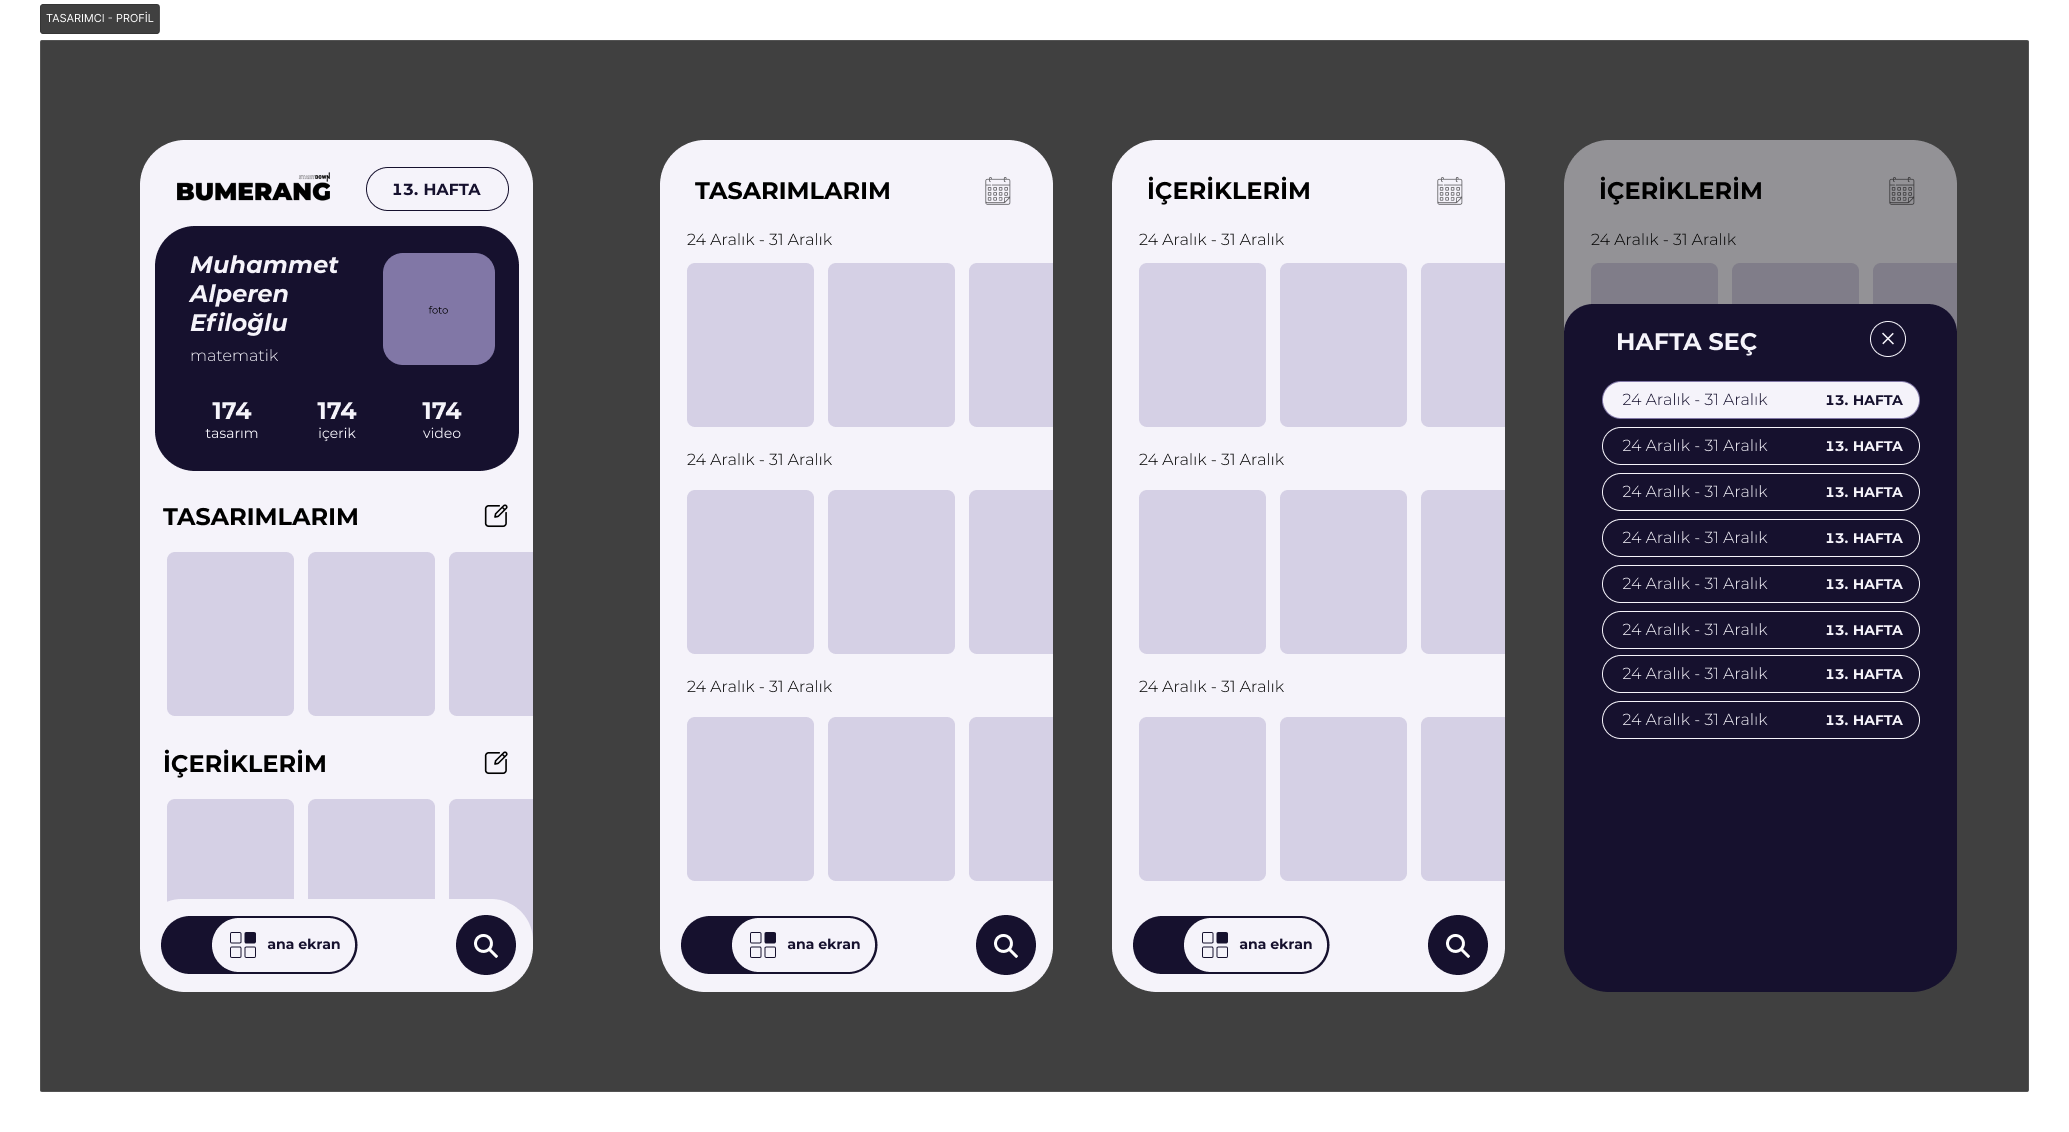 TASARIMCI - PROFİL
BUMERANG
13. HAFTA
Muhammet
Alperen
Efiloğlu
matematik
foto
174
174
174
tasarım
içerik
video
TASARIMLARIM
İÇERİKLERİM
ana ekran
TASARIMLARIM
24 Aralık - 31 Aralık
24 Aralık - 31 Aralık
24 Aralık - 31 Aralık
ana ekran
İÇERİKLERİM
24 Aralık - 31 Aralık
24 Aralık - 31 Aralık
24 Aralık - 31 Aralık
ana ekran
İÇERİKLERİM
24 Aralık - 31 Aralık
HAFTA SEÇ
24 Aralık - 31 Aralık 13. HAFTA
24 Aralık - 31 Aralık 13. HAFTA
24 Aralık - 31 Aralık 13. HAFTA
24 Aralık - 31 Aralık 13. HAFTA
24 Aralık - 31 Aralık 13. HAFTA
24 Aralık - 31 Aralık 13. HAFTA
24 Aralık - 31 Aralık 13. HAFTA
24 Aralık - 31 Aralık 13. HAFTA